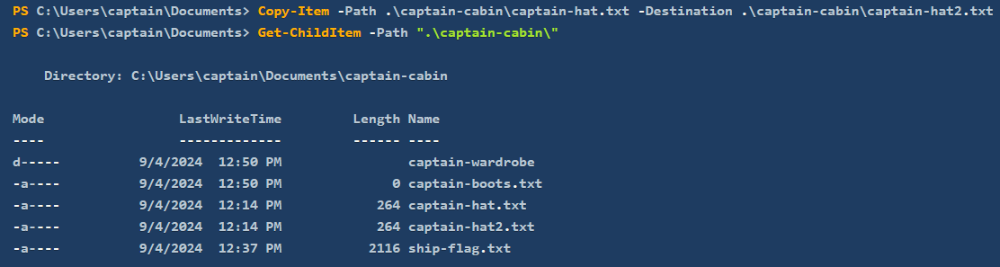 PS C:\Users\captain\Documents> Copy-Item -Path .\captain-cabin\captain-hat.txt -Destination .\captain-cabin\captain-hat2.txt
PS C:\Users\captain\Documents> Get-ChildItem -Path ".\captain-cabin\"
Directory: C:\Users\captain\Documents\captain-cabin
Mode                 LastWriteTime         Length Name
----                 -------------         ------ ----
d-----          9/4/2024  12:50 PM                captain-wardrobe
-a----          9/4/2024  12:50 PM              0 captain-boots.txt
-a----          9/4/2024  12:14 PM            264 captain-hat.txt
-a----          9/4/2024  12:14 PM            264 captain-hat2.txt
-a----          9/4/2024  12:37 PM           2116 ship-flag.txt